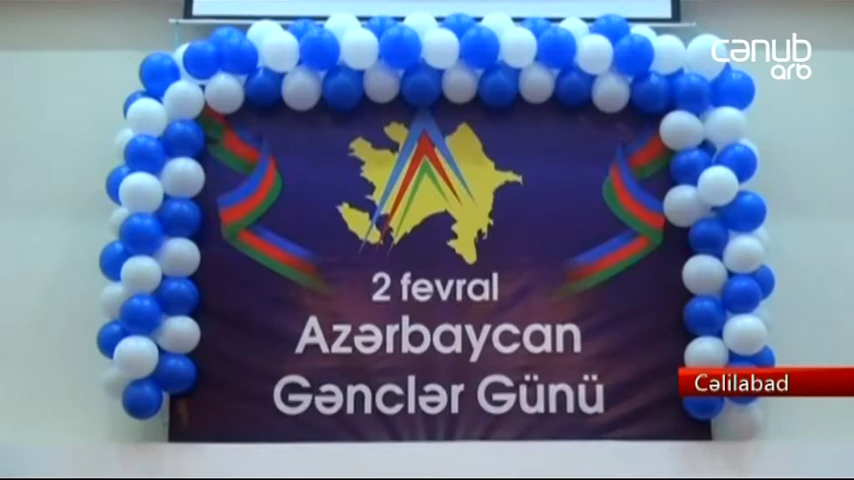 cənub
arb
2 fevral
Azərbaycan
Gənclər Günü
Cəlilabad